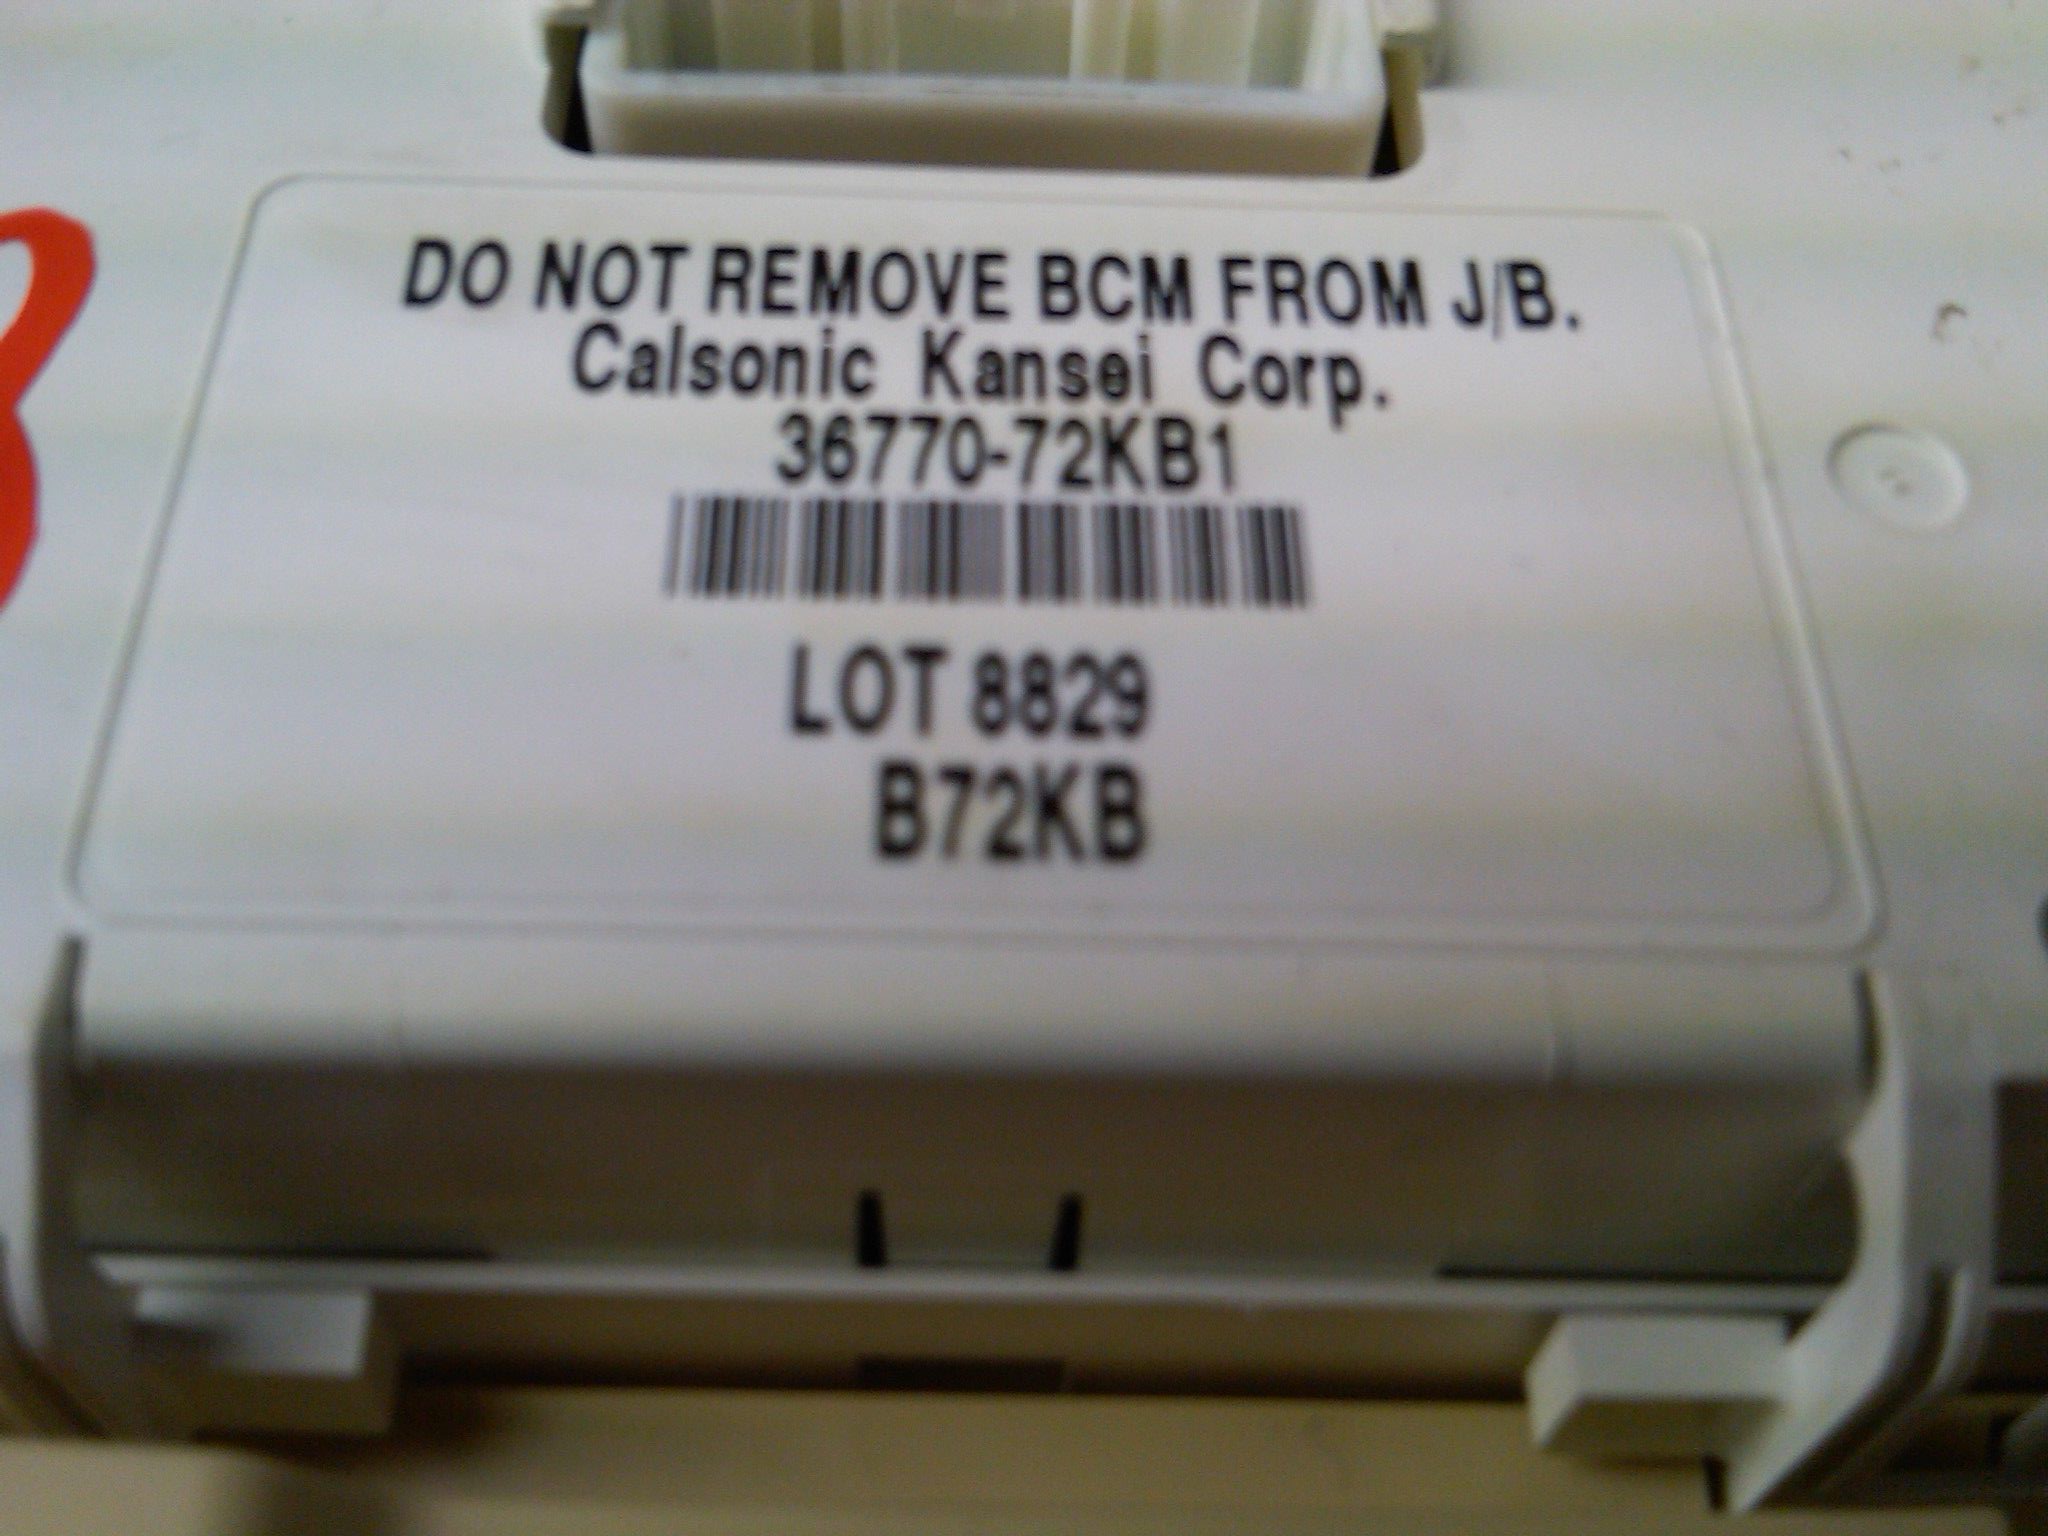 DO NOT REMOVE BCM FROM J/B.
Calsonic Kansei Corp.
36770-72KB1
LOT 8829
B72KB